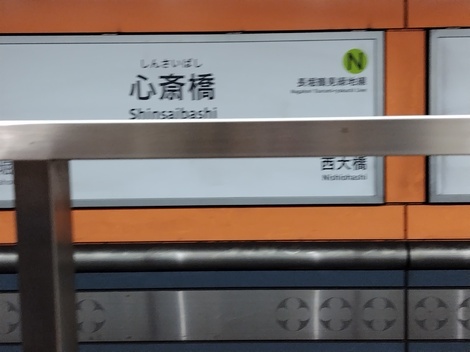 しんさいばし
心斎橋
Shinsaibashi
N
長堀鶴見緑地線
Nagahori Tsurumi-ryokuchi Line
西大橋
Nishiohashi